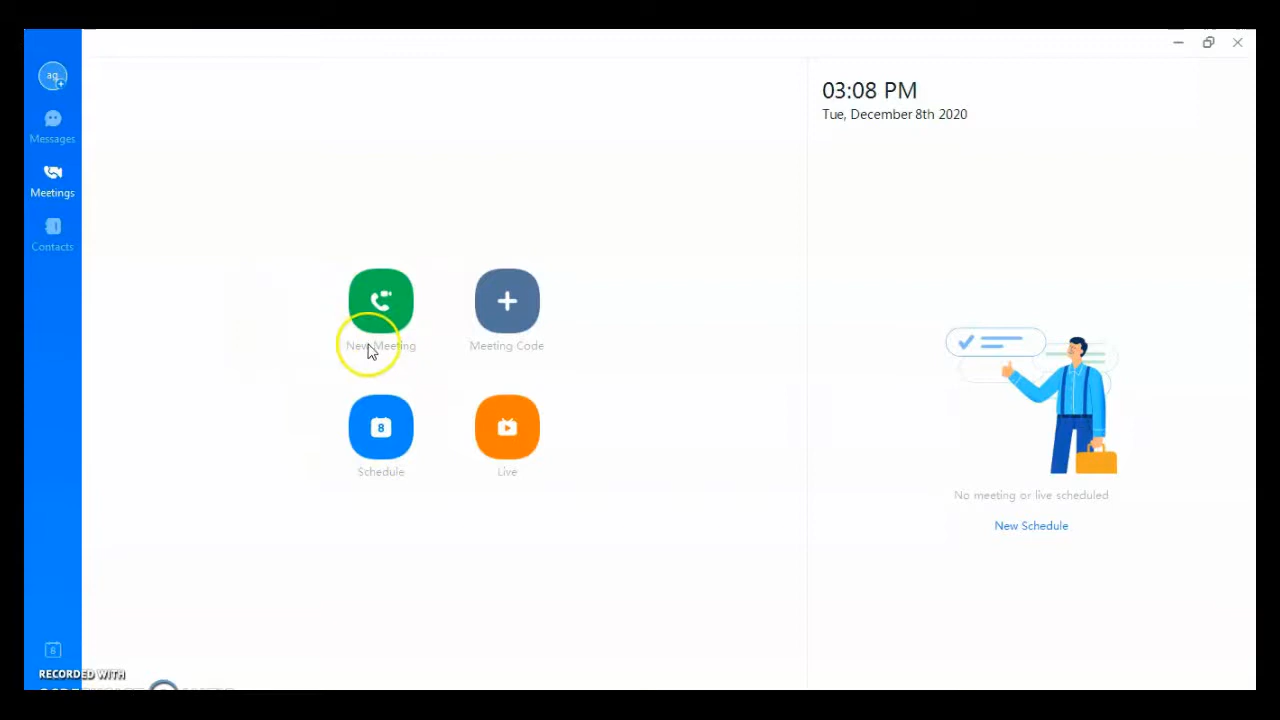 ag
03:08 PM
Tue, December 8th 2020
Messages
Meetings
Contacts
New Meeting
Meeting Code
8
Schedule
Live
No meeting or live scheduled
New Schedule
8
RECORDED WITH